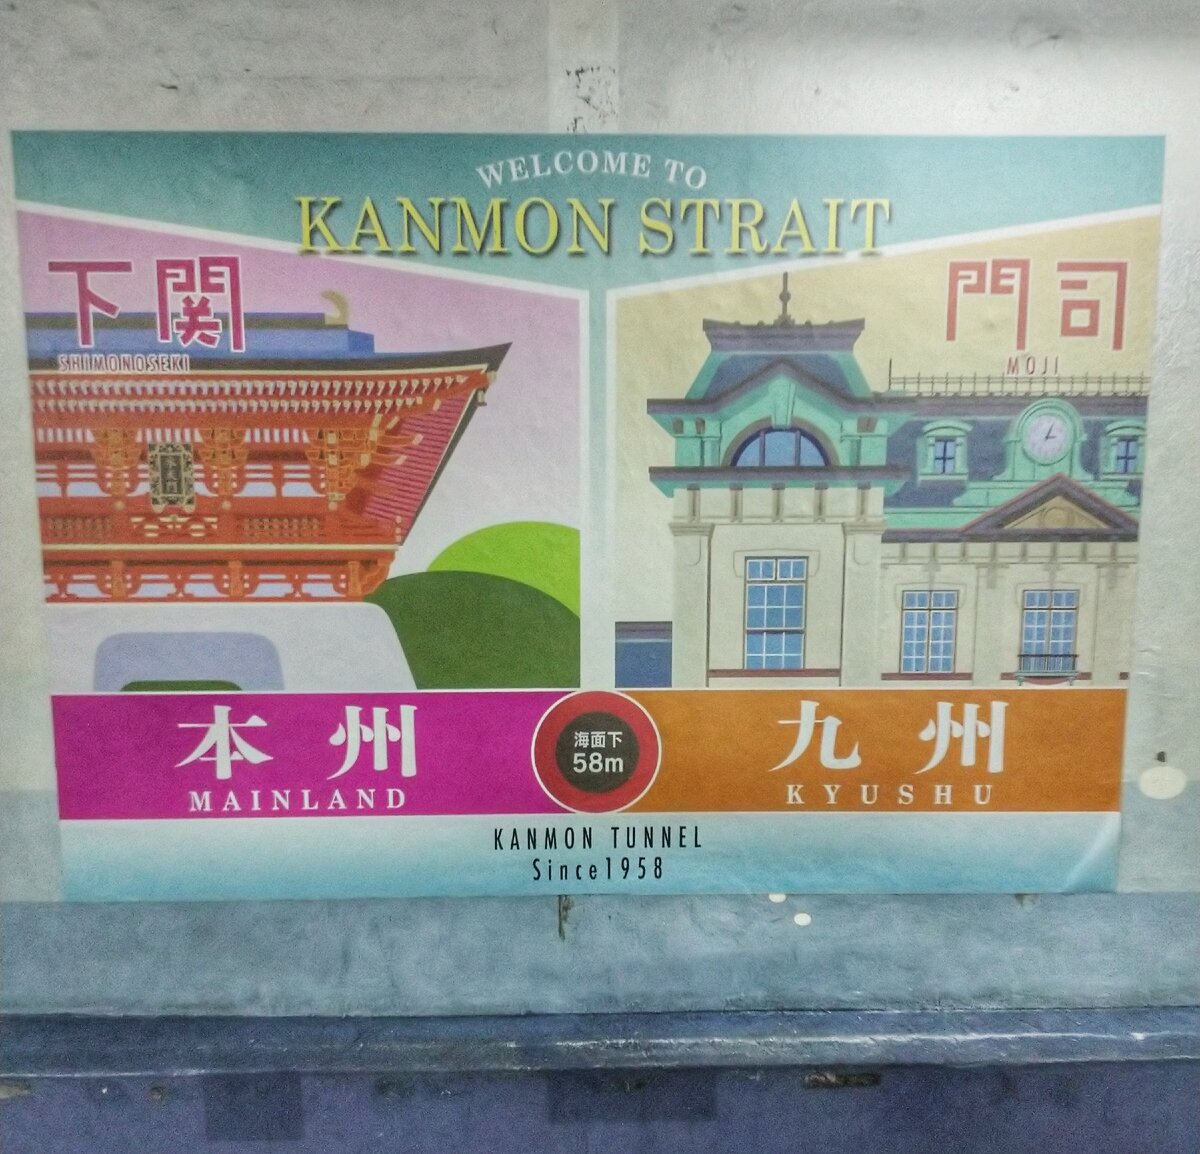 WELCOME TO
KANMON STRAIT
下関
SHIMONOSEKI
門司
MOJI
本州
MAINLAND
海面下
58m
九州
KYUSHU
KANMON TUNNEL
Since1958